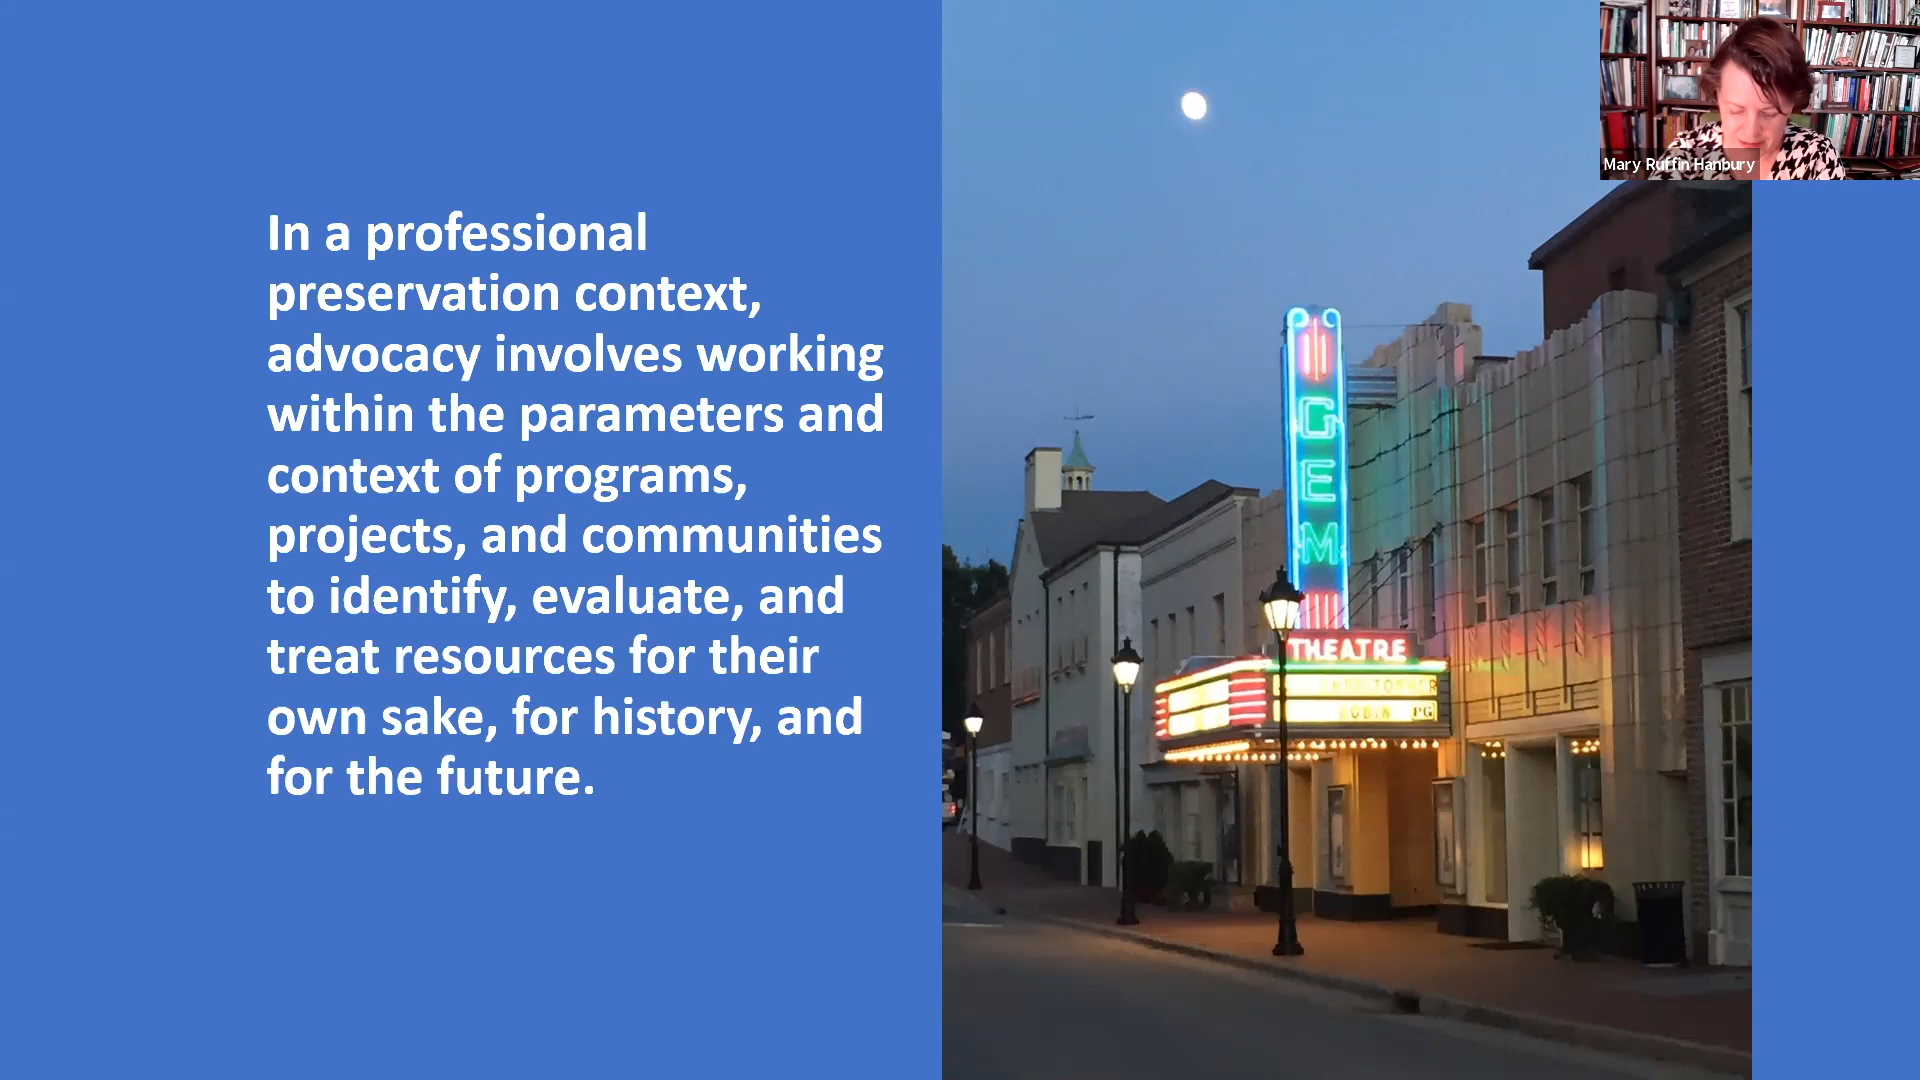 In a professional
preservation context,
advocacy involves working
within the parameters and
context of programs,
projects, and communities
to identify, evaluate, and
treat resources for their
own sake, for history, and
for the future.
Mary Ruffin Hanbury
GEM
THEATRE
ROBIN PG